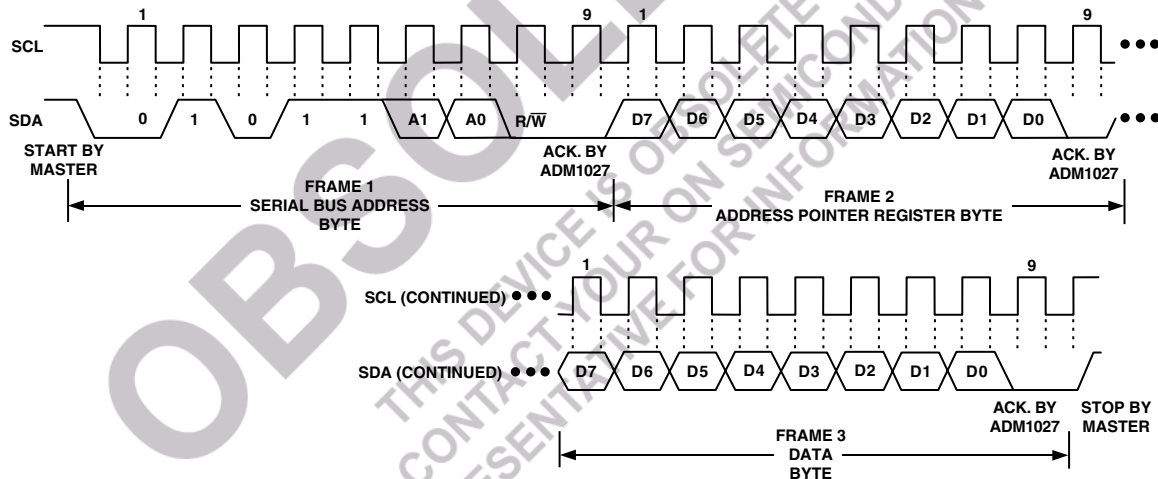 1 9 1 9
SCL
SDA 0 1 0 1 1 A1 A0 R/W D7 D6 D5 D4 D3 D2 D1 D0
START BY
MASTER
ACK. BY
ADM1027
ACK. BY
ADM1027
FRAME 1
SERIAL BUS ADDRESS
BYTE
FRAME 2
ADDRESS POINTER REGISTER BYTE
1 9
SCL (CONTINUED)
SDA (CONTINUED) D7 D6 D5 D4 D3 D2 D1 D0
ACK. BY
ADM1027
STOP BY
MASTER
FRAME 3
DATA
BYTE
THIS DEVICE IS OBSOLETE
CONTACT YOUR ON SEMICOND
FOR INFORMATION